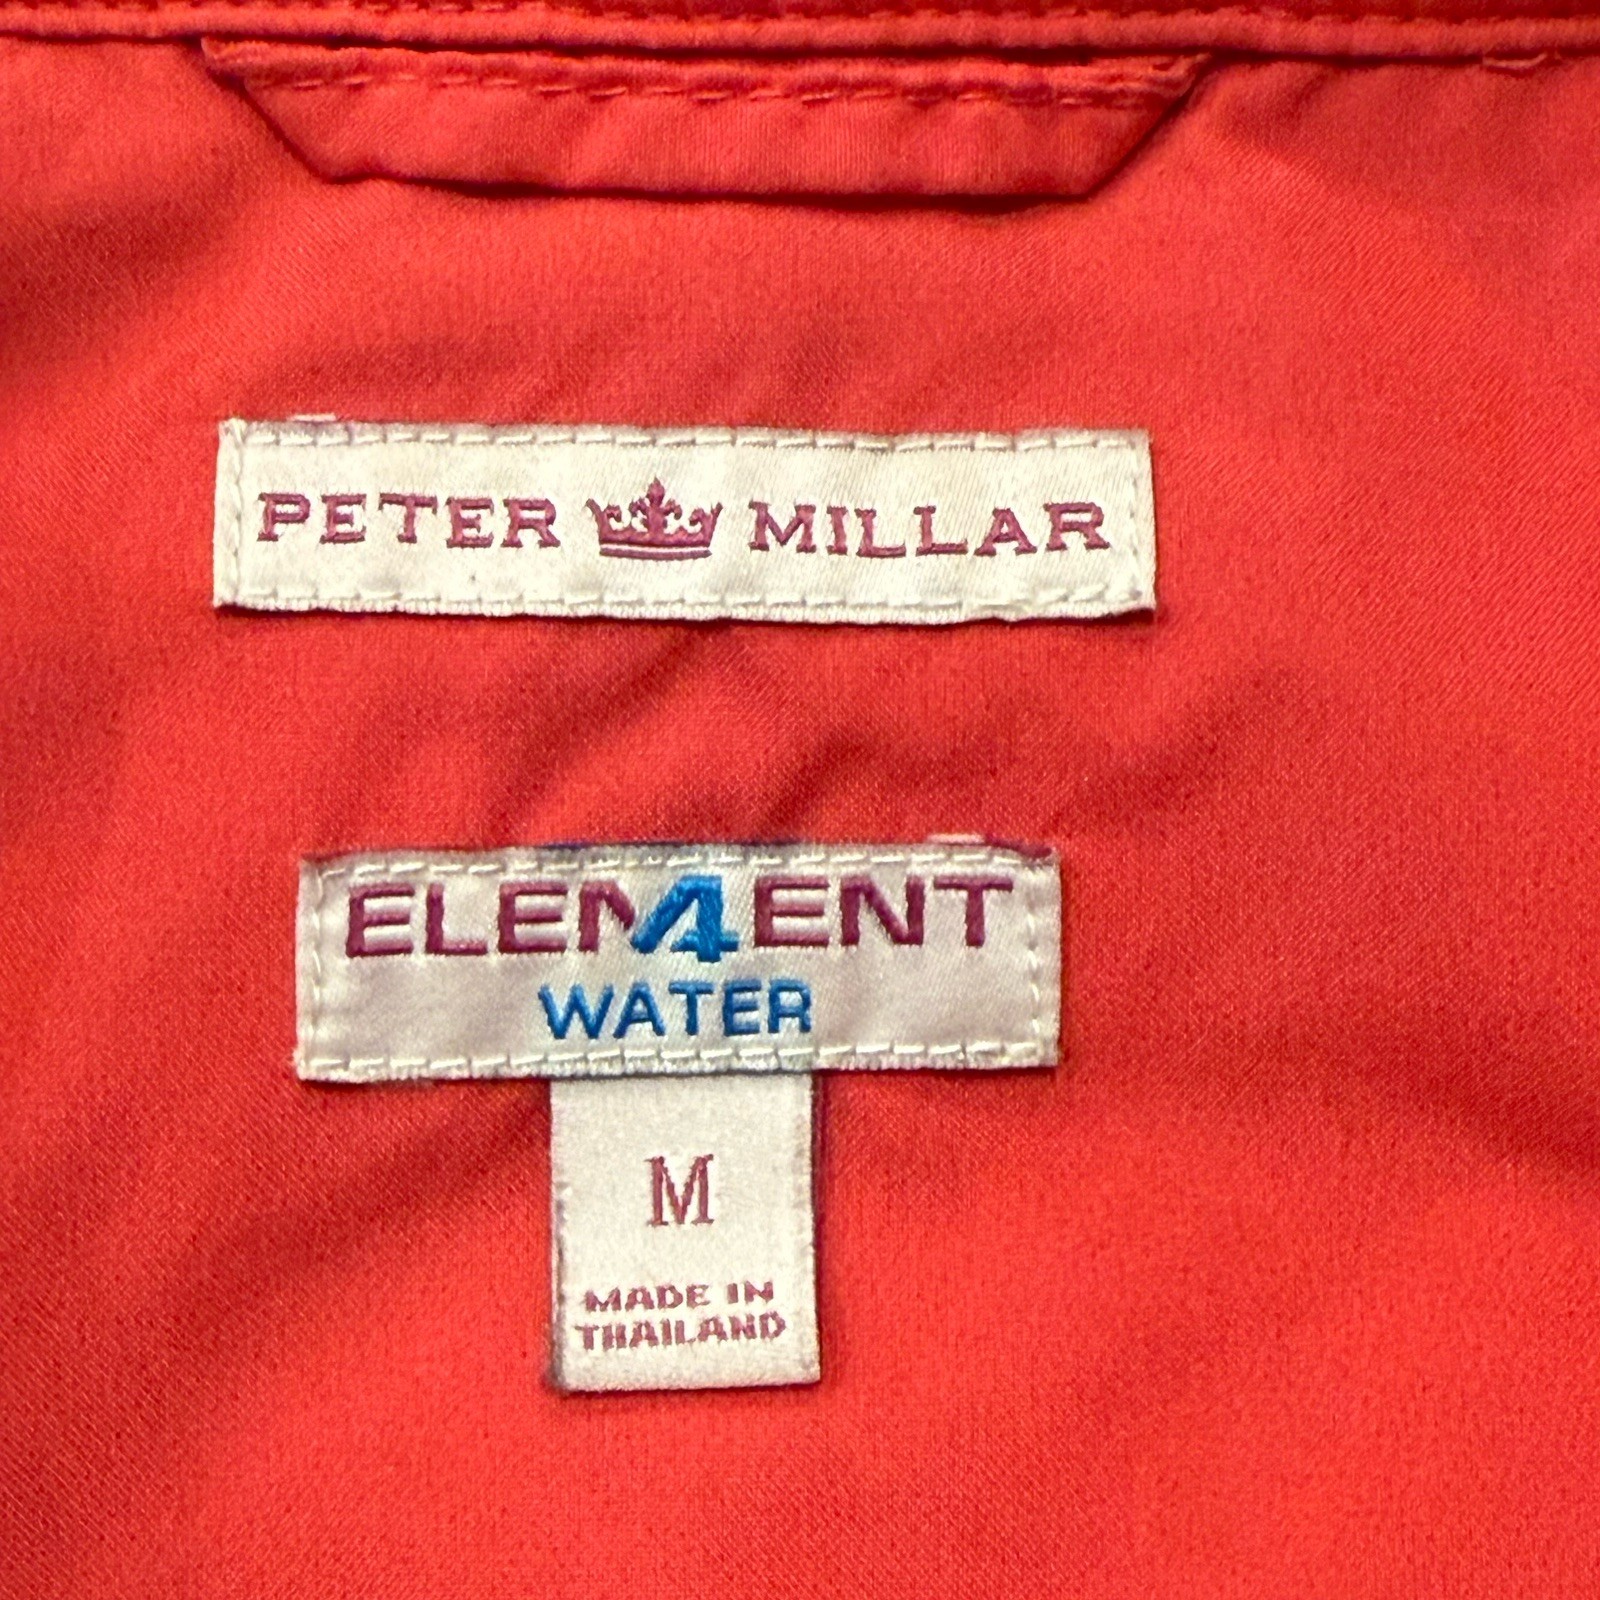 PETER MILLAR
ELEM4ENT
WATER
M
MADE IN
THAILAND